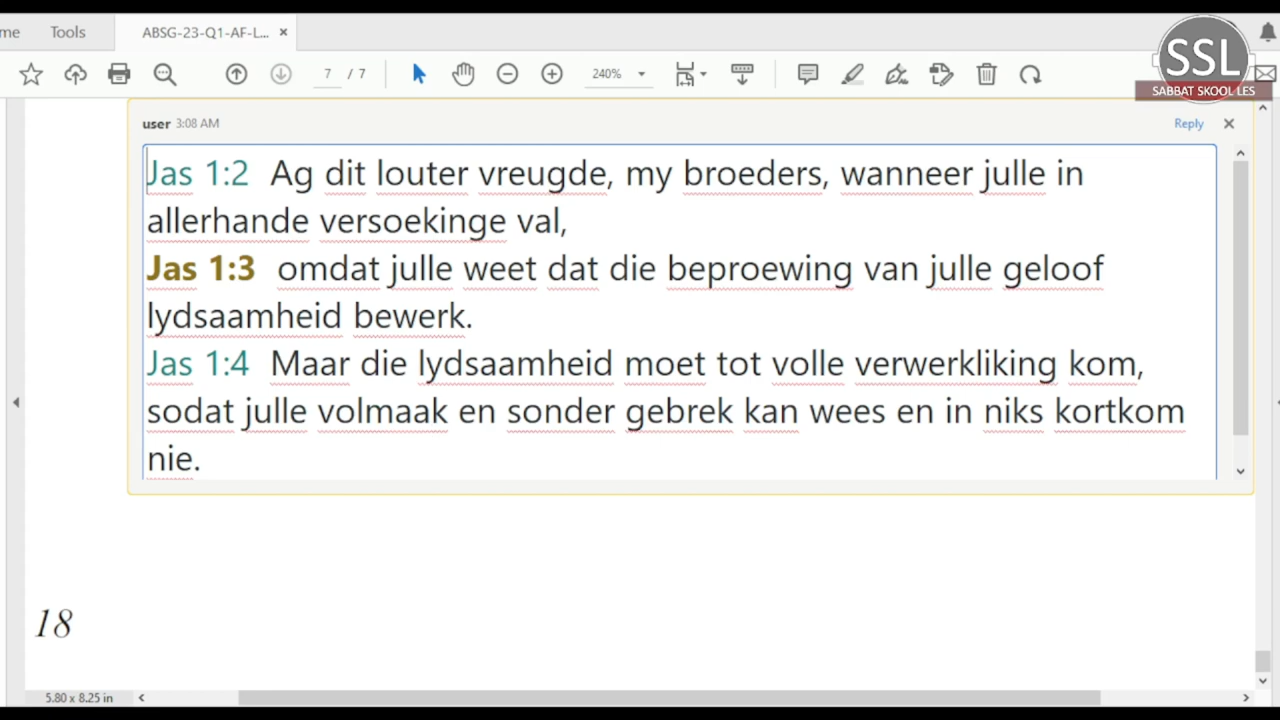 me Tools ABSG-23-Q1-AF-L... ×
SSL
SABBAT SKOOL LES
7 / 7 240%
user 3:08 AM Reply
Jas 1:2 Ag dit louter vreugde, my broeders, wanneer julle in
allerhande versoekinge val,
Jas 1:3 omdat julle weet dat die beproewing van julle geloof
lydsaamheid bewerk.
Jas 1:4 Maar die lydsaamheid moet tot volle verwerkliking kom,
sodat julle volmaak en sonder gebrek kan wees en in niks kortkom
nie.
18
5.80 x 8.25 in